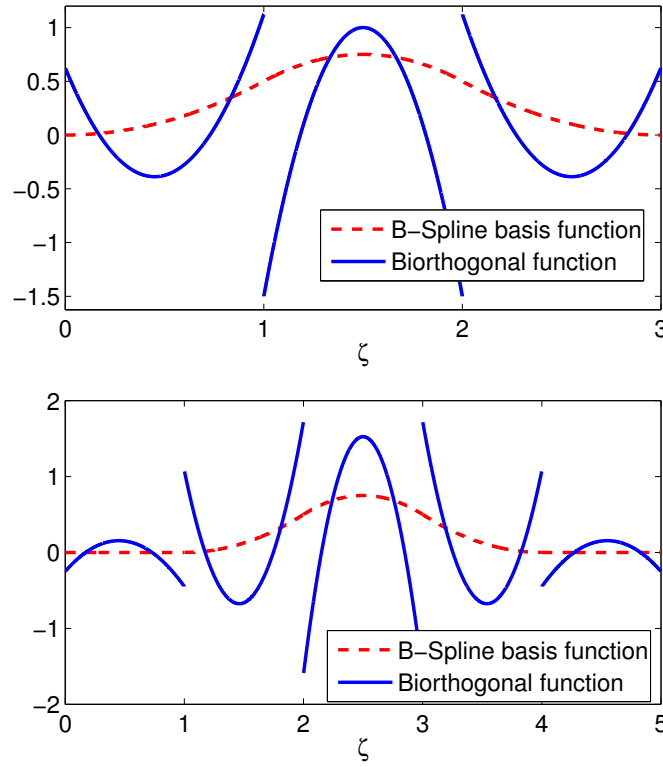 1
0.5
0
−0.5
−1
−1.5
B−Spline basis function
Biorthogonal function
0 1 2 3
ζ
2
1
0
−1
−2
B−Spline basis function
Biorthogonal function
0 1 2 3 4 5
ζ